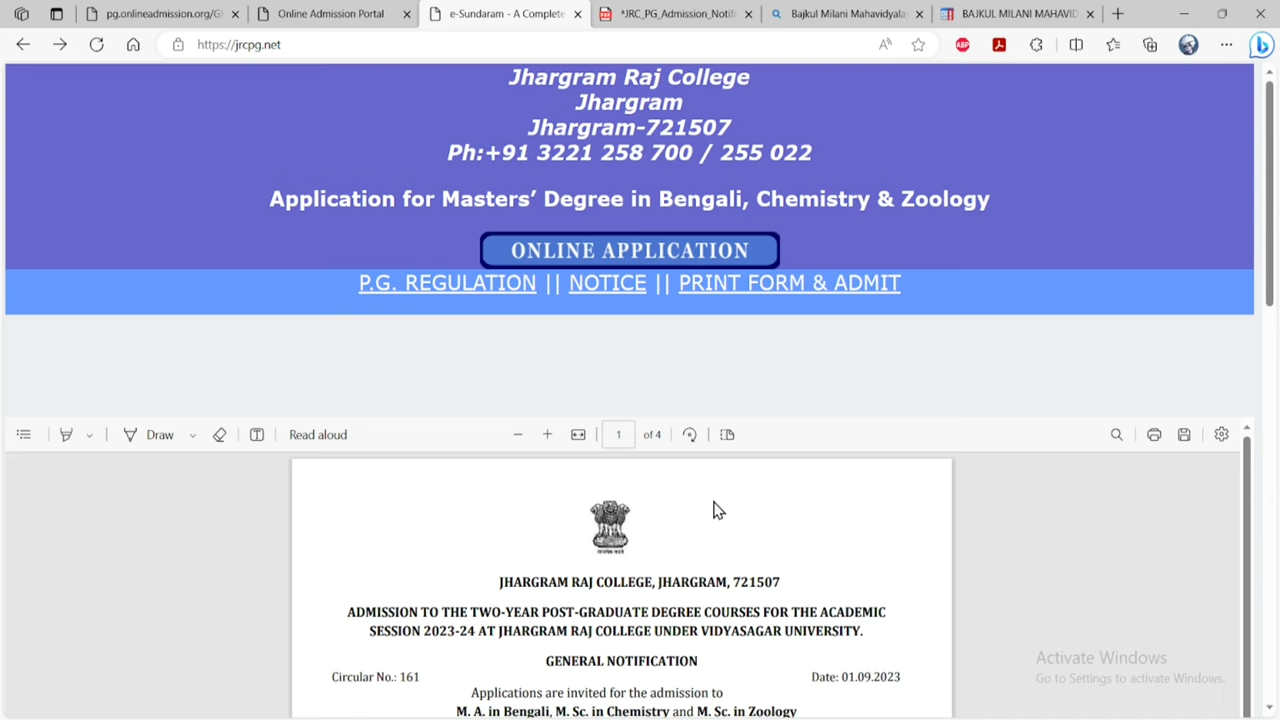 pg.onlineadmission.org/G
Online Admission Portal
e-Sundaram - A Complete
*JRC_PG_Admission_Notif
Bajkul Milani Mahavidyala
BAJKUL MILANI MAHAVID
https://jrcpg.net
ABP
Jhargram Raj College
Jhargram
Jhargram-721507
Ph:+91 3221 258 700 / 255 022
Application for Masters’ Degree in Bengali, Chemistry & Zoology
ONLINE APPLICATION
P.G. REGULATION || NOTICE || PRINT FORM & ADMIT
Draw
Read aloud
1 of 4
JHARGRAM RAJ COLLEGE, JHARGRAM, 721507
ADMISSION TO THE TWO-YEAR POST-GRADUATE DEGREE COURSES FOR THE ACADEMIC
SESSION 2023-24 AT JHARGRAM RAJ COLLEGE UNDER VIDYASAGAR UNIVERSITY.
GENERAL NOTIFICATION
Circular No.: 161
Date: 01.09.2023
Applications are invited for the admission to
M. A. in Bengali, M. Sc. in Chemistry and M. Sc. in Zoology
Activate Windows
Go to Settings to activate Windows.